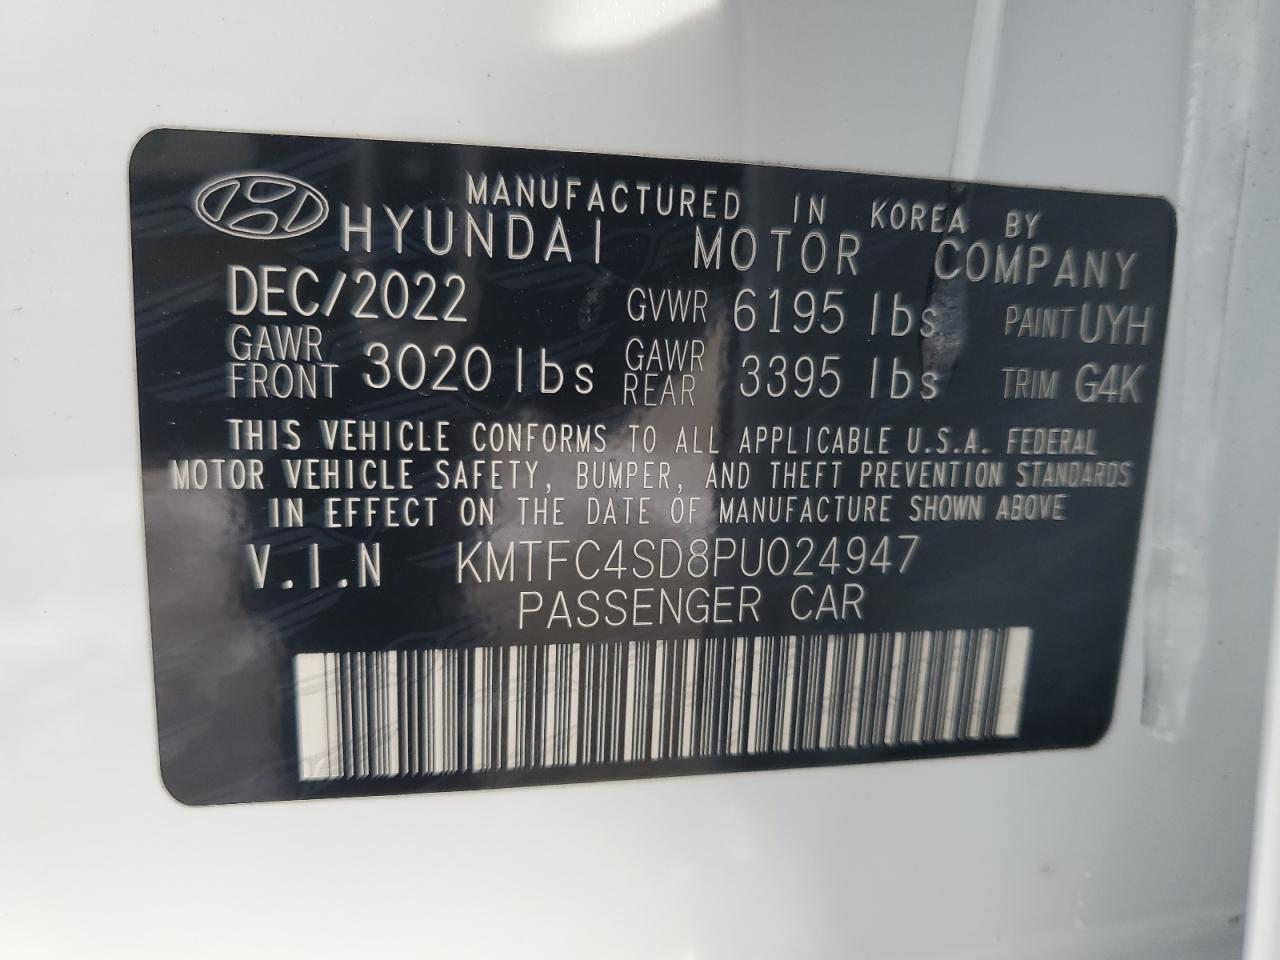 MANUFACTURED IN KOREA BY
HYUNDAI MOTOR COMPANY
DEC/2022 GVWR 6195 lbs PAINT UYH
GAWR FRONT 3020 lbs GAWR REAR 3395 lbs TRIM G4K
THIS VEHICLE CONFORMS TO ALL APPLICABLE U.S.A. FEDERAL
MOTOR VEHICLE SAFETY, BUMPER, AND THEFT PREVENTION STANDARDS
IN EFFECT ON THE DATE OF MANUFACTURE SHOWN ABOVE
V.I.N KMTFC4SD8PU024947
PASSENGER CAR